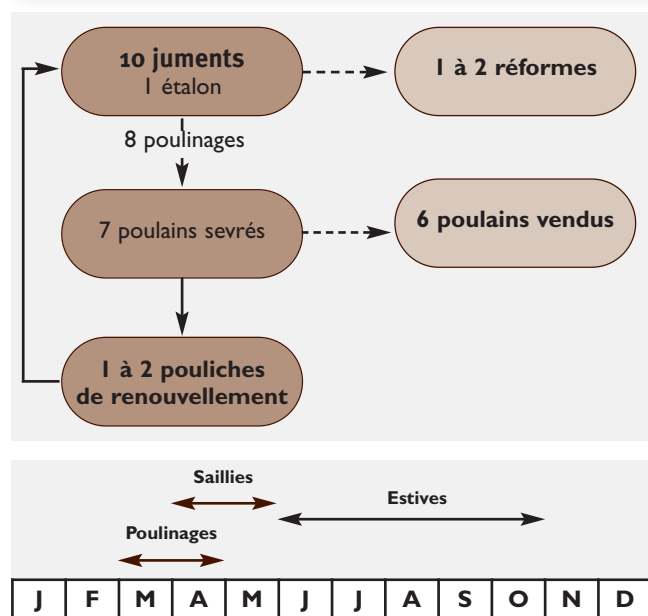 10 juments
1 étalon
1 à 2 réformes
8 poulinages
7 poulains sevrés
6 poulains vendus
1 à 2 pouliches
de renouvellement
Saillies
Estives
Poulinages
J F M A M J J A S O N D